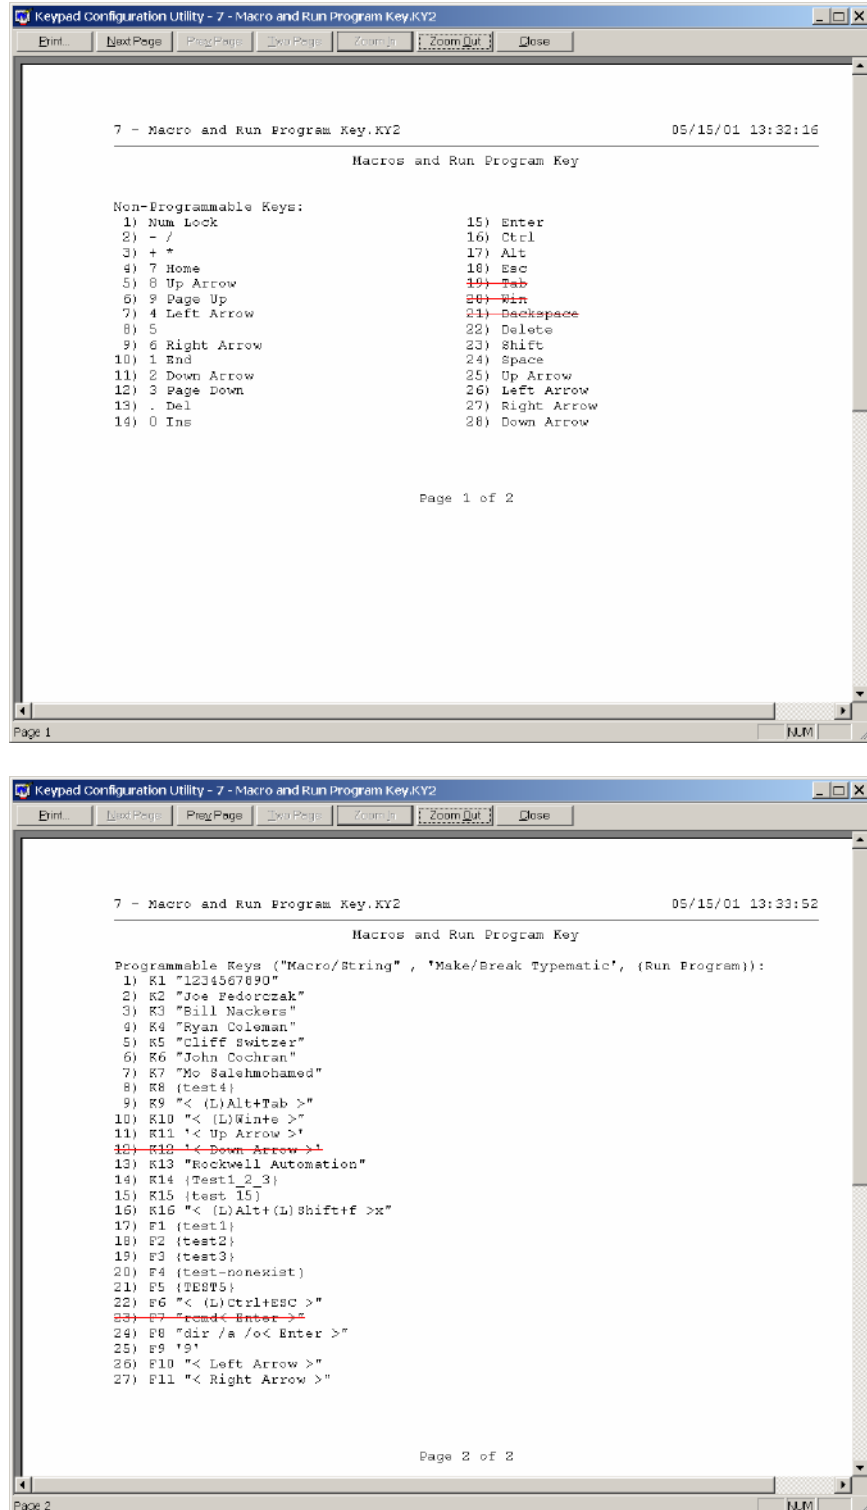 Keypad Configuration Utility - 7 - Macro and Run Program Key.KY2
Print... Next Page Prev Page Two Page Zoom In Zoom Out Close
7 - Macro and Run Program Key.KY2 05/15/01 13:32:16
Macros and Run Program Key
Non-Programmable Keys:
1) Num Lock 15) Enter
2) - / 16) Ctrl
3) + * 17) Alt
4) 7 Home 18) Esc
5) 8 Up Arrow 19) Tab
6) 9 Page Up 20) Win
7) 4 Left Arrow 21) Backspace
8) 5 22) Delete
9) 6 Right Arrow 23) Shift
10) 1 End 24) Space
11) 2 Down Arrow 25) Up Arrow
12) 3 Page Down 26) Left Arrow
13) . Del 27) Right Arrow
14) 0 Ins 28) Down Arrow
Page 1 of 2
Page 1 NUM
Keypad Configuration Utility - 7 - Macro and Run Program Key.KY2
Print... Next Page Prev Page Two Page Zoom In Zoom Out Close
7 - Macro and Run Program Key.KY2 05/15/01 13:33:52
Macros and Run Program Key
Programmable Keys ("Macro/String" , 'Make/Break Typematic', {Run Program}):
1) K1 "1234567890"
2) K2 "Joe Fedorczak"
3) K3 "Bill Nackers"
4) K4 "Ryan Coleman"
5) K5 "Cliff Switzer"
6) K6 "John Cochran"
7) K7 "Mo Salehmohamed"
8) K8 {test4}
9) K9 "< (L)Alt+Tab >"
10) K10 "< (L)Win+e >"
11) K11 '< Up Arrow >'
12) K12 '< Down Arrow >'
13) K13 "Rockwell Automation"
14) K14 {Test1_2_3}
15) K15 {test 15}
16) K16 "< (L)Alt+(L)Shift+f >x"
17) F1 {test1}
18) F2 {test2}
19) F3 {test3}
20) F4 {test-nonexist}
21) F5 {TEST5}
22) F6 "< (L)Ctrl+ESC >"
23) F7 "rcmd< Enter >"
24) F8 "dir /a /o< Enter >"
25) F9 '9'
26) F10 "< Left Arrow >"
27) F11 "< Right Arrow >"
Page 2 of 2
Page 2 NUM